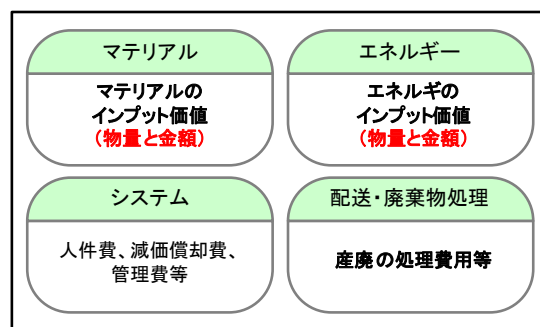 マテリアル
マテリアルの
インプット価値
(物量と金額)
エネルギー
エネルギの
インプット価値
(物量と金額)
システム
人件費、減価償却費、
管理費等
配送・廃棄物処理
産廃の処理費用等